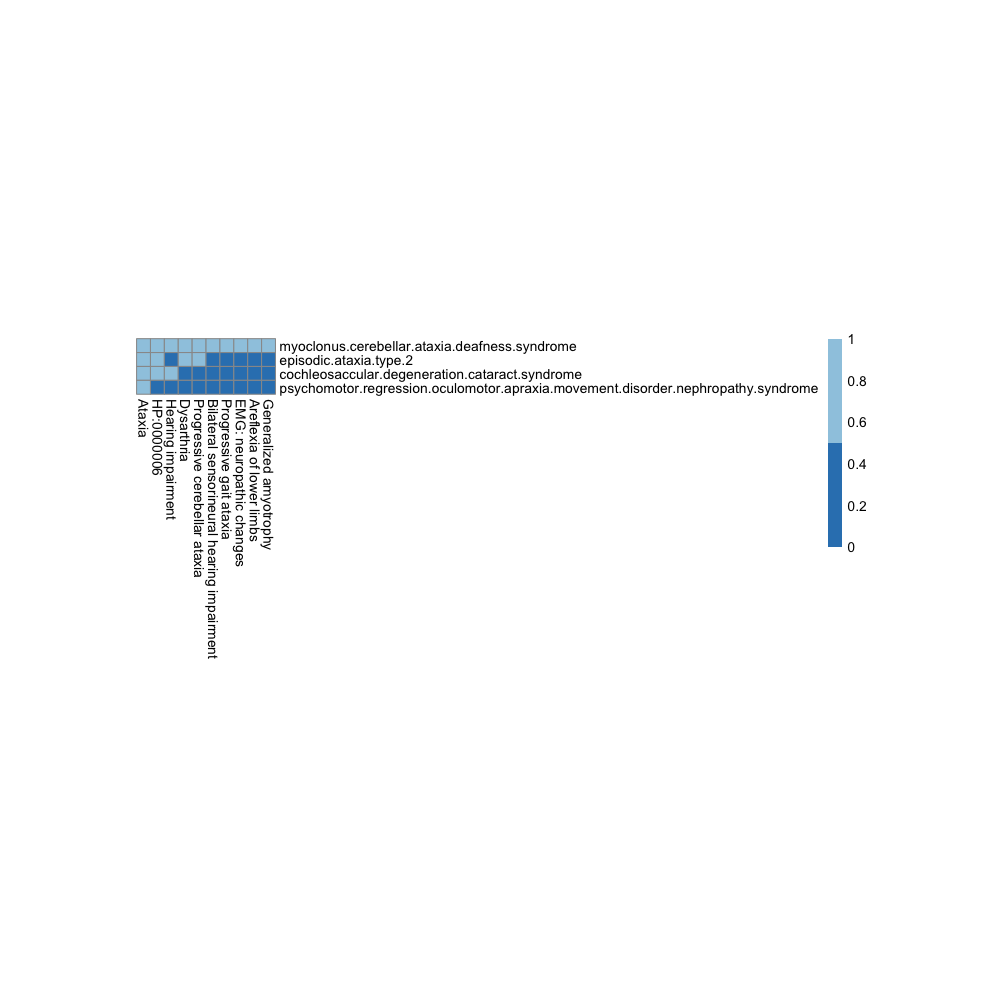 myoclonus.cerebellar.ataxia.deafness.syndrome
episodic.ataxia.type.2
cochleosaccular.degeneration.cataract.syndrome
psychomotor.regression.oculomotor.apraxia.movement.disorder.nephropathy.syndrome
Ataxia
HP:0000006
Hearing impairment
Dysarthria
Progressive cerebellar ataxia
Bilateral sensorineural hearing impairment
Progressive gait ataxia
EMG: neuropathic changes
Areflexia of lower limbs
Generalized amyotrophy
1
0.8
0.6
0.4
0.2
0